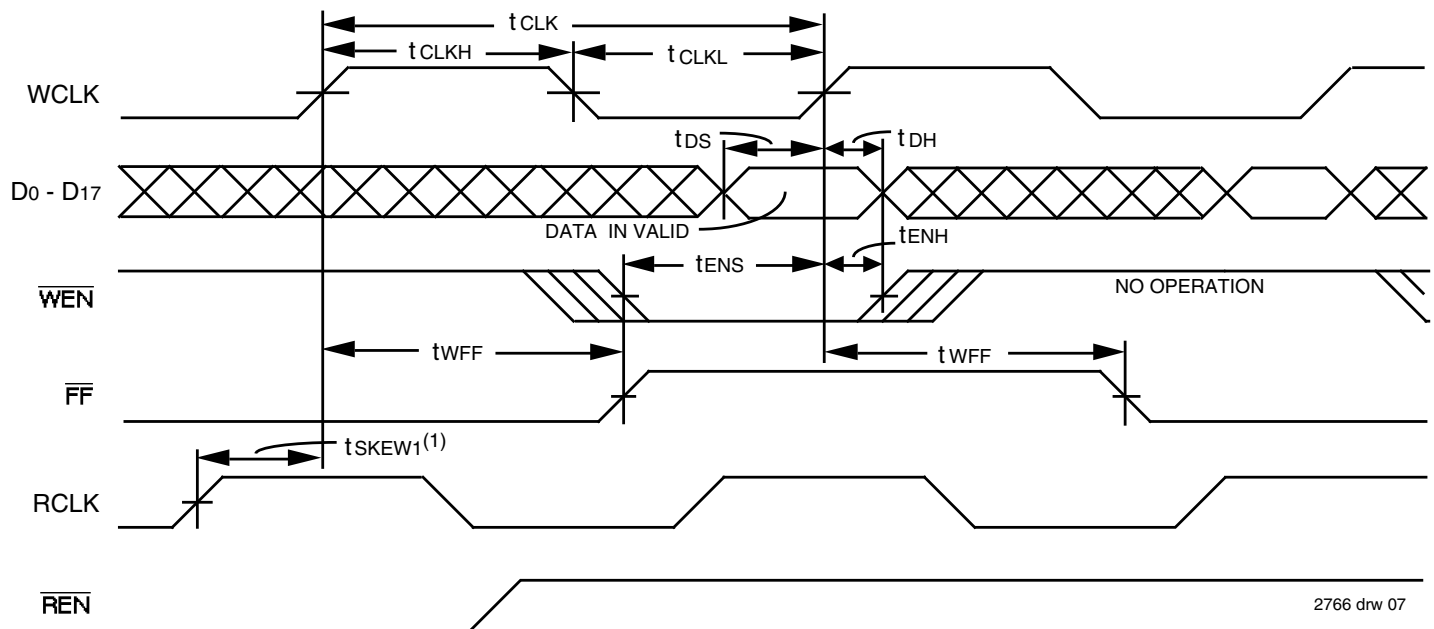 tCLK
tCLKH
tCLKL
WCLK
tDS
tDH
D0 - D17
DATA IN VALID
tENS
tENH
WEN
NO OPERATION
tWFF
tWFF
FF
tSKEW1(1)
RCLK
REN
2766 drw 07